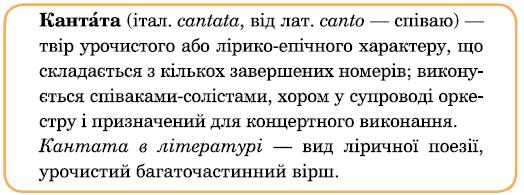 Канта́та (італ. cantata, від лат. canto — співаю) —
твір урочистого або лірико-епічного характеру, що
складається з кількох завершених номерів; викону-
ється співаками-солістами, хором у супроводі орке-
стру і призначений для концертного виконання.
Кантата в літературі — вид ліричної поезії,
урочистий багаточастинний вірш.